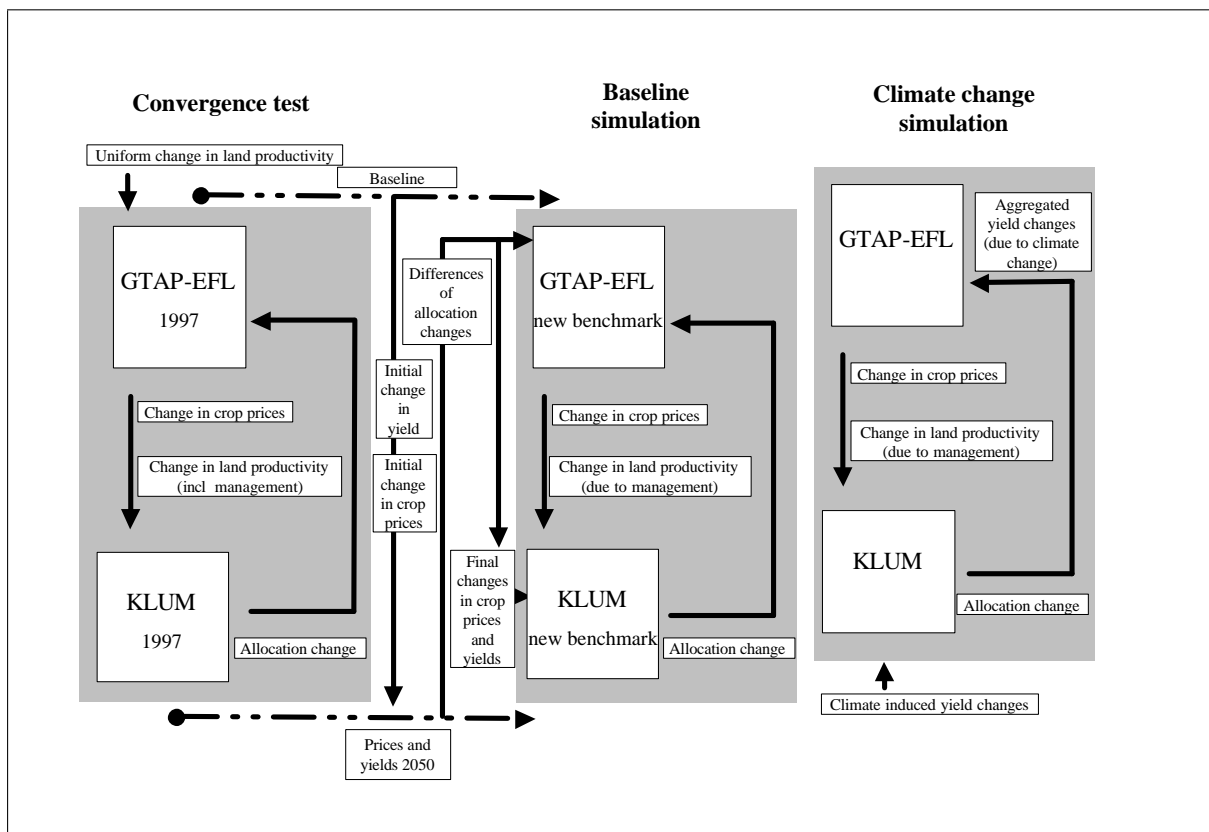 Convergence test
Uniform change in land productivity
GTAP-EFL
1997
Change in crop prices
Change in land productivity
(incl management)
KLUM
1997
Allocation change
Baseline
Differences
of
allocation
changes
Initial
change
in
yield
Initial
change
in crop
prices
Final
changes
in crop
prices
and
yields
Prices and
yields 2050
Baseline
simulation
GTAP-EFL
new benchmark
Change in crop prices
Change in land productivity
(due to management)
KLUM
new benchmark
Allocation change
Climate change
simulation
GTAP-EFL
Aggregated
yield changes
(due to climate
change)
Change in crop prices
Change in land productivity
(due to management)
KLUM
Allocation change
Climate induced yield changes